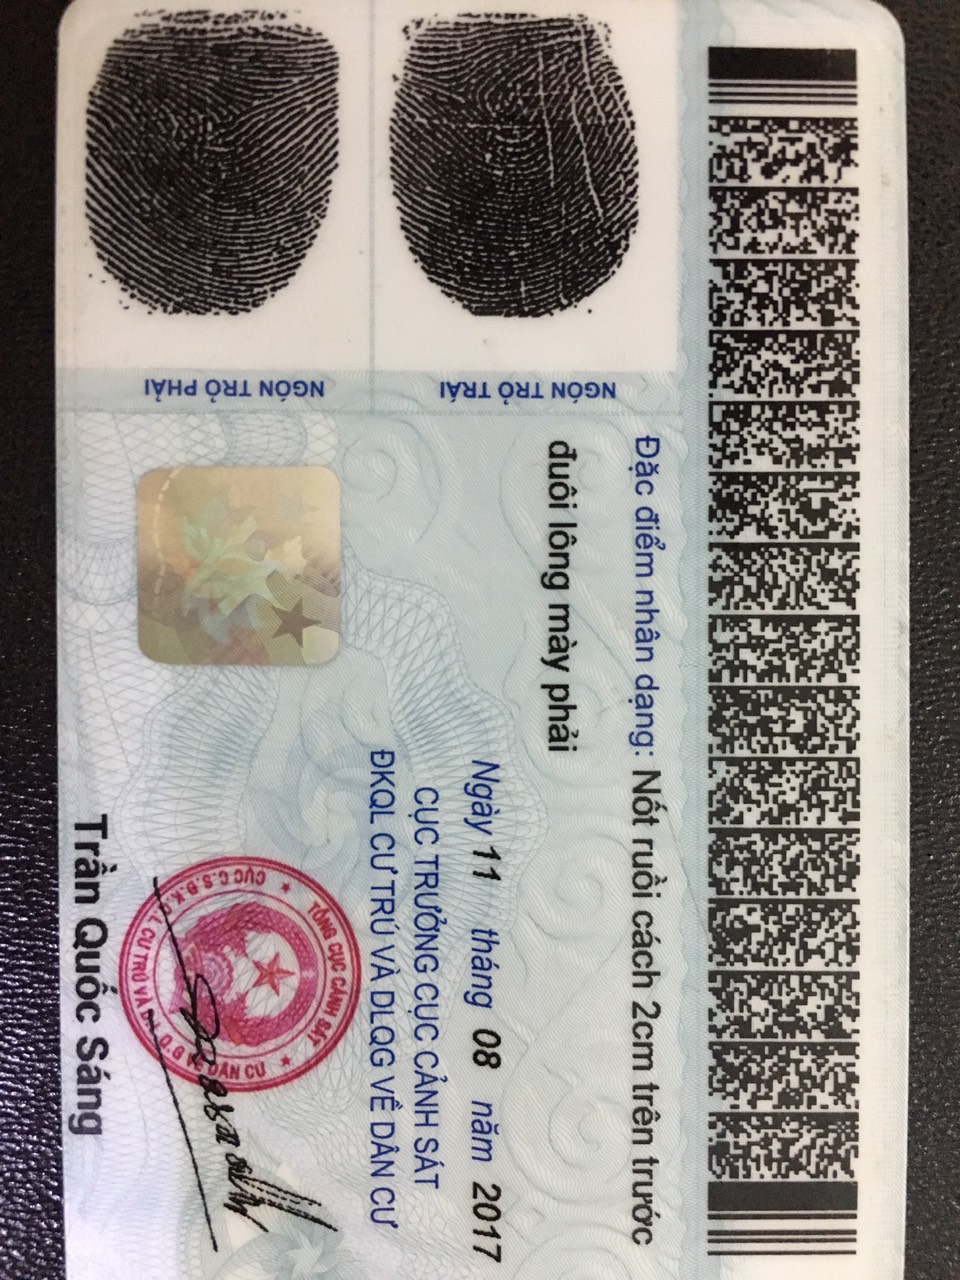 Đặc điểm nhân dạng: Nốt ruồi cách 2cm trên trước
đuôi lông mày phải
NGÓN TRỎ TRÁI
NGÓN TRỎ PHẢI
Ngày 11 tháng 08 năm 2017
CỤC TRƯỞNG CỤC CẢNH SÁT
ĐKQL CƯ TRÚ VÀ DLQG VỀ DÂN CƯ
TỔNG CỤC CẢNH SÁT
CỤC C.S.Đ.K.Q.L CƯ TRÚ VÀ D.L.Q.G VỀ DÂN CƯ
Trần Quốc Sáng